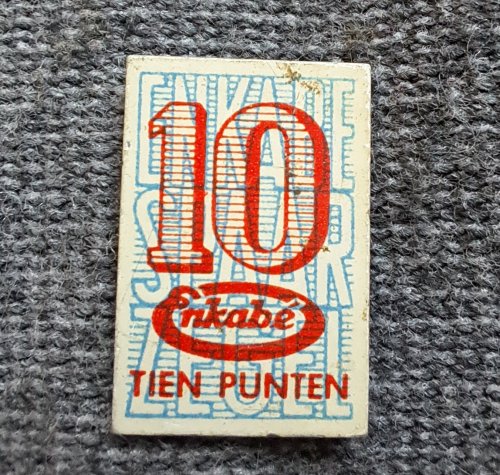 ENKABE
SPAAR
ZEGEL
10
Enkabé
TIEN PUNTEN